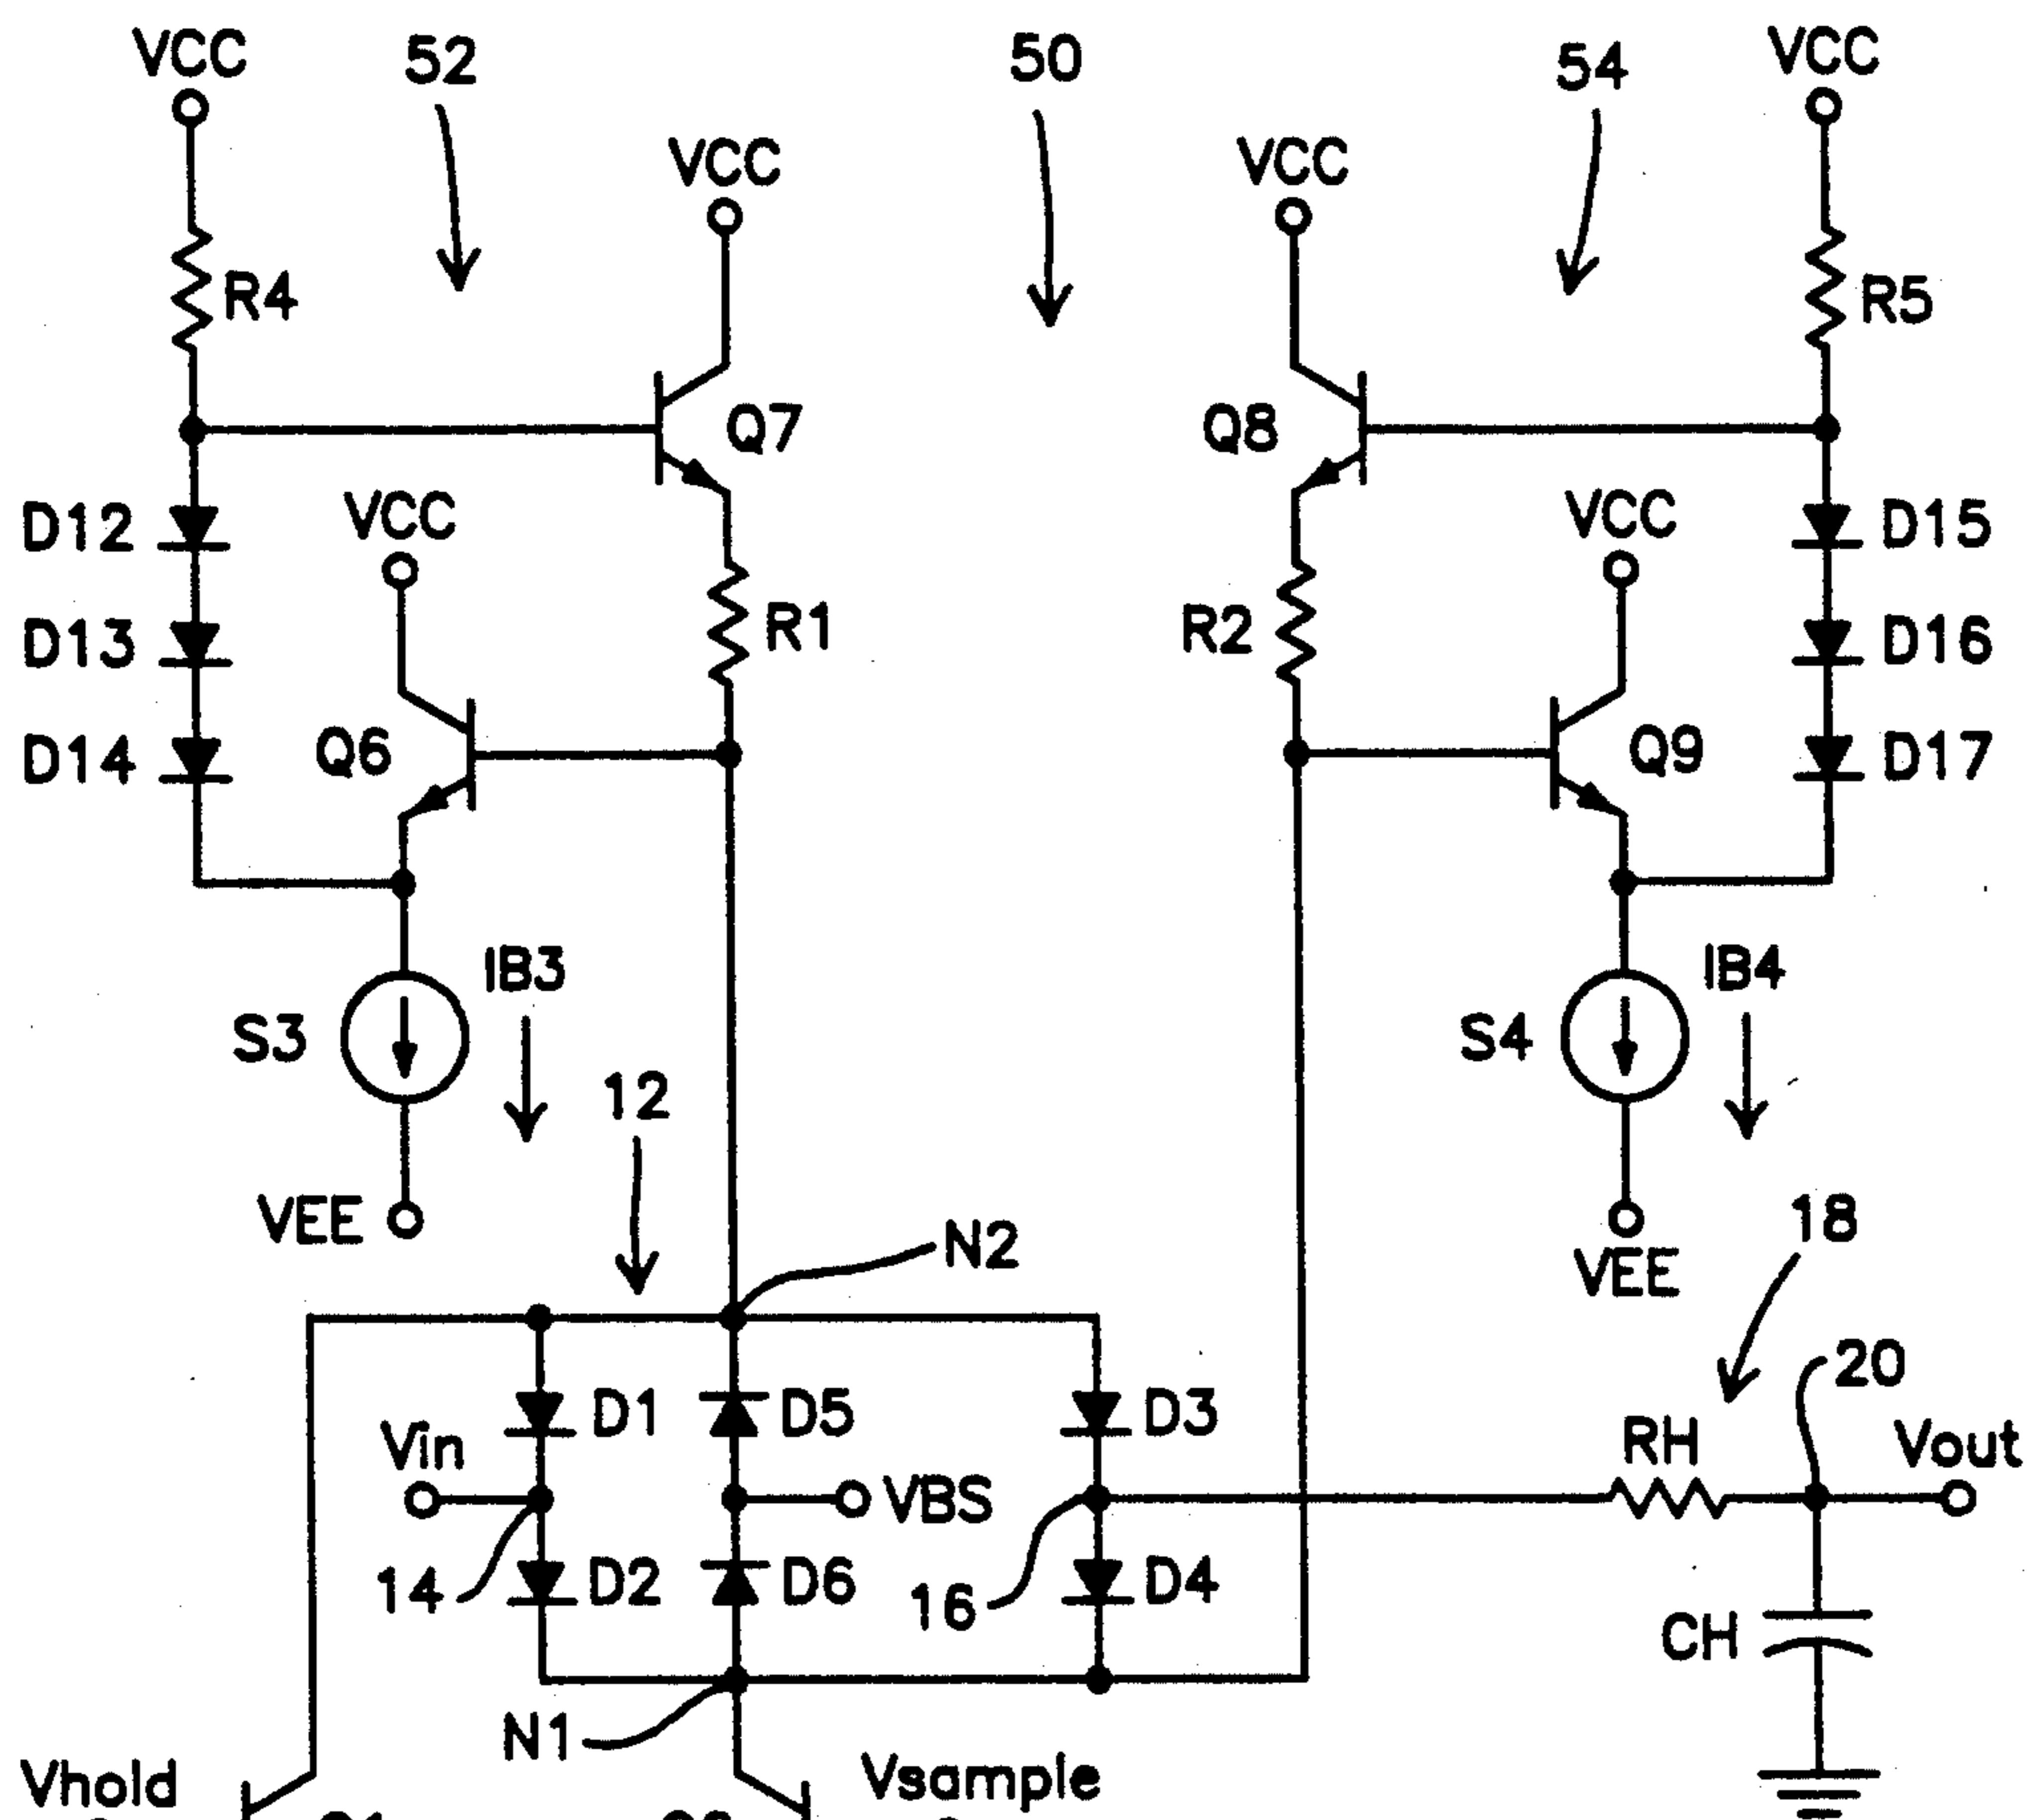 VCC 52 50 54 VCC
VCC VCC
R4 R5
Q7 Q8
D12 VCC VCC D15
D13 R1 R2 D16
D14 Q6 Q9 D17
IB3 IB4
S3 S4
12
VEE N2 18
VEE
20
D1 D5 D3 RH Vout
Vin
VBS
14 D2 D6 16 D4
CH
N1
Vhold Vsample